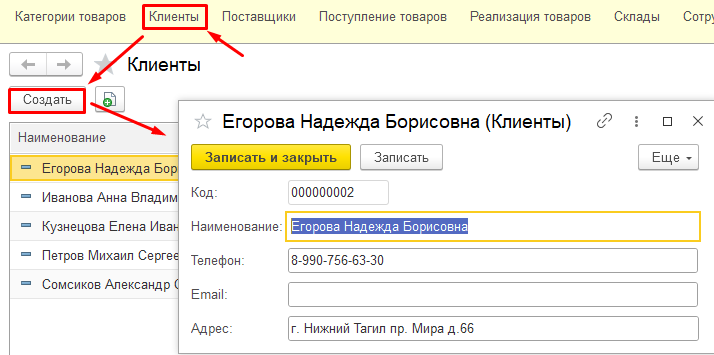 Категории товаров Клиенты Поставщики Поступление товаров Реализация товаров Склады Сотру
Клиенты
Создать
Наименование
Егорова Надежда Бори
Иванова Анна Владим
Кузнецова Елена Иван
Петров Михаил Сергее
Сомсиков Александр С
Егорова Надежда Борисовна (Клиенты)
Записать и закрыть Записать Еще
Код: 000000002
Наименование: Егорова Надежда Борисовна
Телефон: 8-990-756-63-30
Email:
Адрес: г. Нижний Тагил пр. Мира д.66